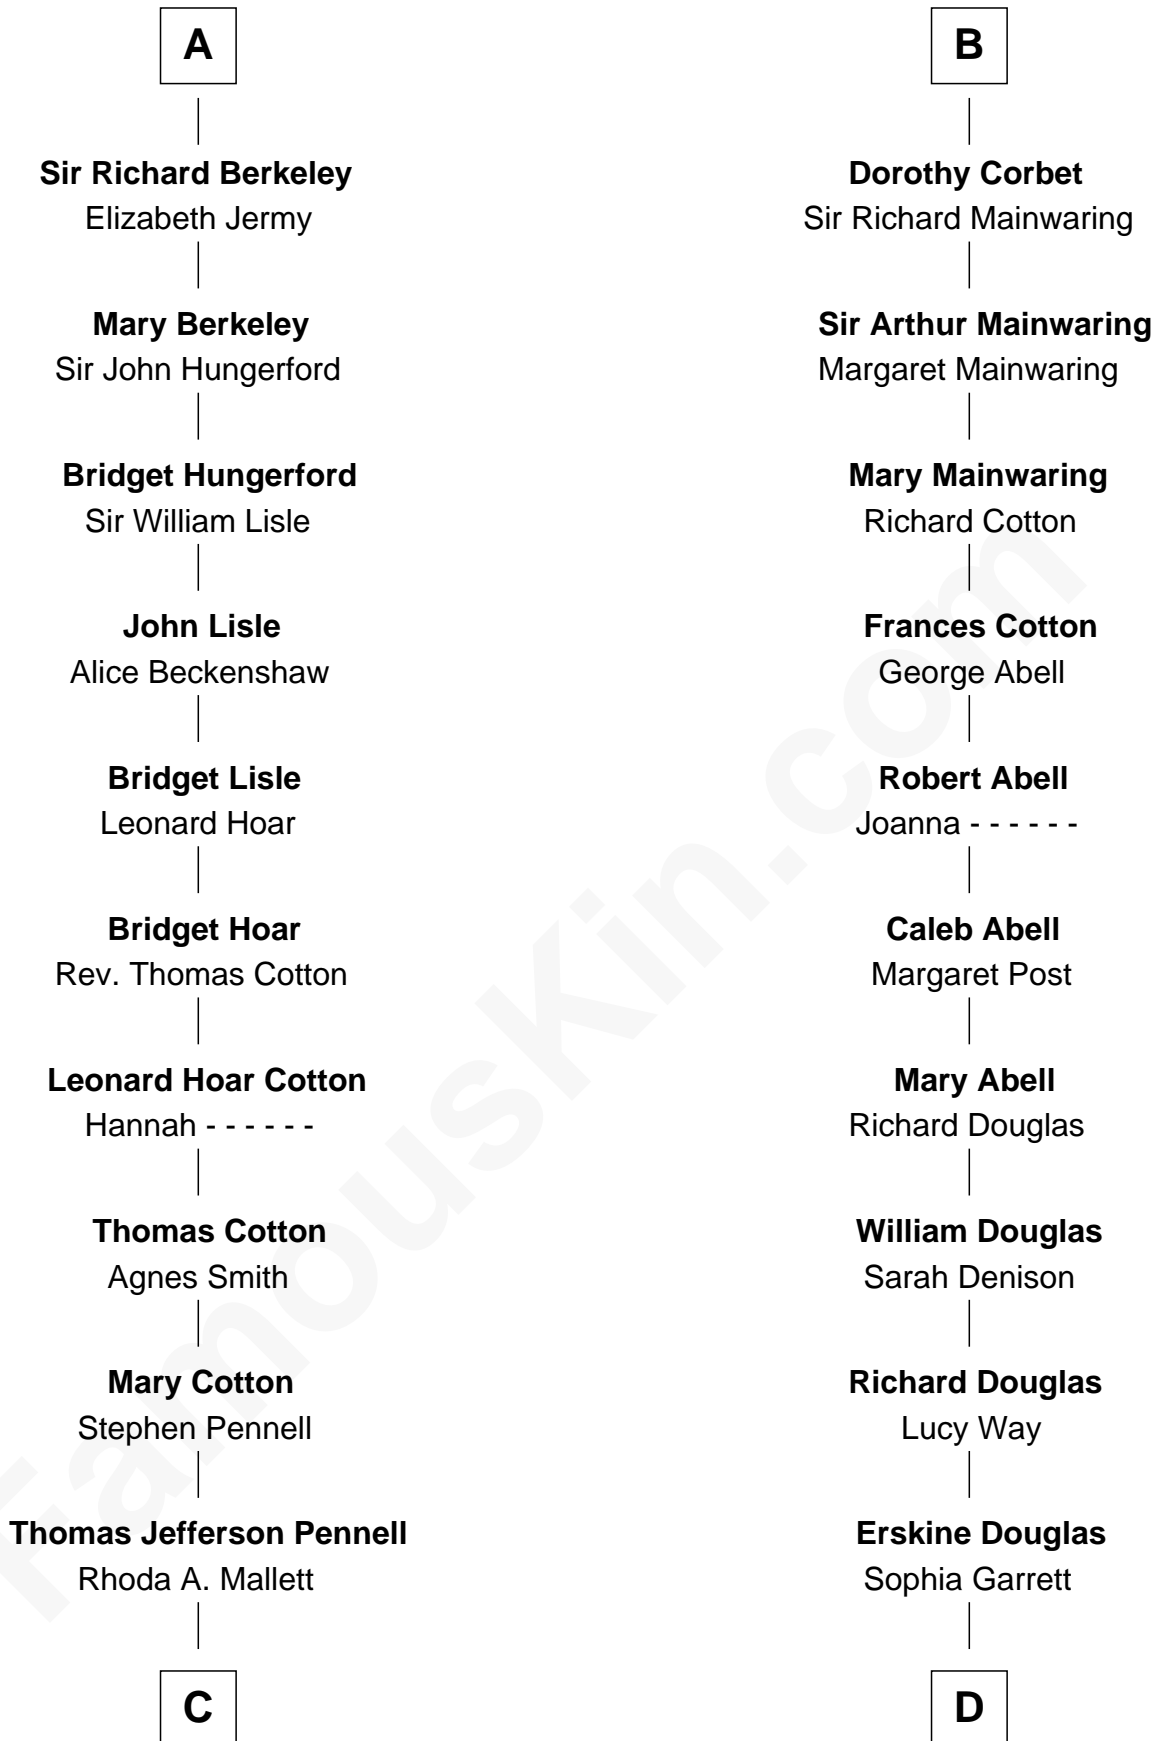 A
Sir Richard Berkeley
Elizabeth Jermy
Mary Berkeley
Sir John Hungerford
Bridget Hungerford
Sir William Lisle
John Lisle
Alice Beckenshaw
Bridget Lisle
Leonard Hoar
Bridget Hoar
Rev. Thomas Cotton
Leonard Hoar Cotton
Hannah - - - - - -
Thomas Cotton
Agnes Smith
Mary Cotton
Stephen Pennell
Thomas Jefferson Pennell
Rhoda A. Mallett
C
B
Dorothy Corbet
Sir Richard Mainwaring
Sir Arthur Mainwaring
Margaret Mainwaring
Mary Mainwaring
Richard Cotton
Frances Cotton
George Abell
Robert Abell
Joanna - - - - - -
Caleb Abell
Margaret Post
Mary Abell
Richard Douglas
William Douglas
Sarah Denison
Richard Douglas
Lucy Way
Erskine Douglas
Sophia Garrett
D
FamousKin.com